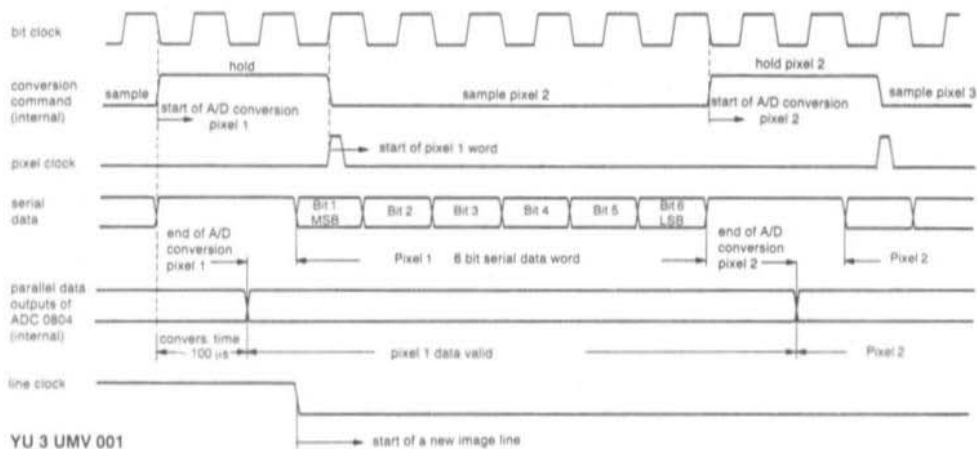 bit clock
hold
hold pixel 2
conversion
command
(internal)
sample
sample pixel 2
sample pixel 3
start of A/D conversion
pixel 1
start of A/D conversion
pixel 2
pixel clock
start of pixel 1 word
serial
data
Bit 1
MSB
Bit 2
Bit 3
Bit 4
Bit 5
Bit 6
LSB
end of A/D
conversion
pixel 1
Pixel 1 6 bit serial data word
end of A/D
conversion
pixel 2
Pixel 2
parallel data
outputs of
ADC 0804
(internal)
convers. time
100 µs
pixel 1 data valid
Pixel 2
line clock
start of a new image line
YU 3 UMV 001